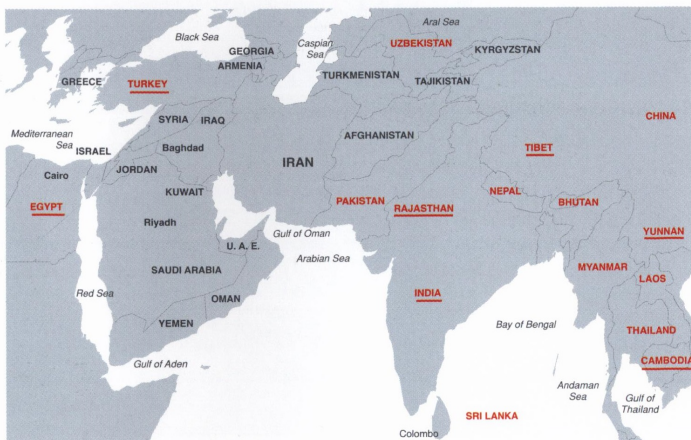 Aral Sea
Black Sea
Caspian
Sea
UZBEKISTAN
KYRGYZSTAN
GEORGIA
ARMENIA
GREECE
TURKEY
TURKMENISTAN
TAJIKISTAN
CHINA
SYRIA
IRAQ
Mediterranean
Sea
ISRAEL
Baghdad
AFGHANISTAN
TIBET
IRAN
Cairo
JORDAN
KUWAIT
NEPAL
PAKISTAN
RAJASTHAN
BHUTAN
EGYPT
Riyadh
Gulf of Oman
YUNNAN
U. A. E.
Arabian Sea
SAUDI ARABIA
MYANMAR
LAOS
Red Sea
OMAN
INDIA
YEMEN
Bay of Bengal
THAILAND
Gulf of Aden
CAMBODIA
Andaman
Sea
Gulf of
Thailand
SRI LANKA
Colombo